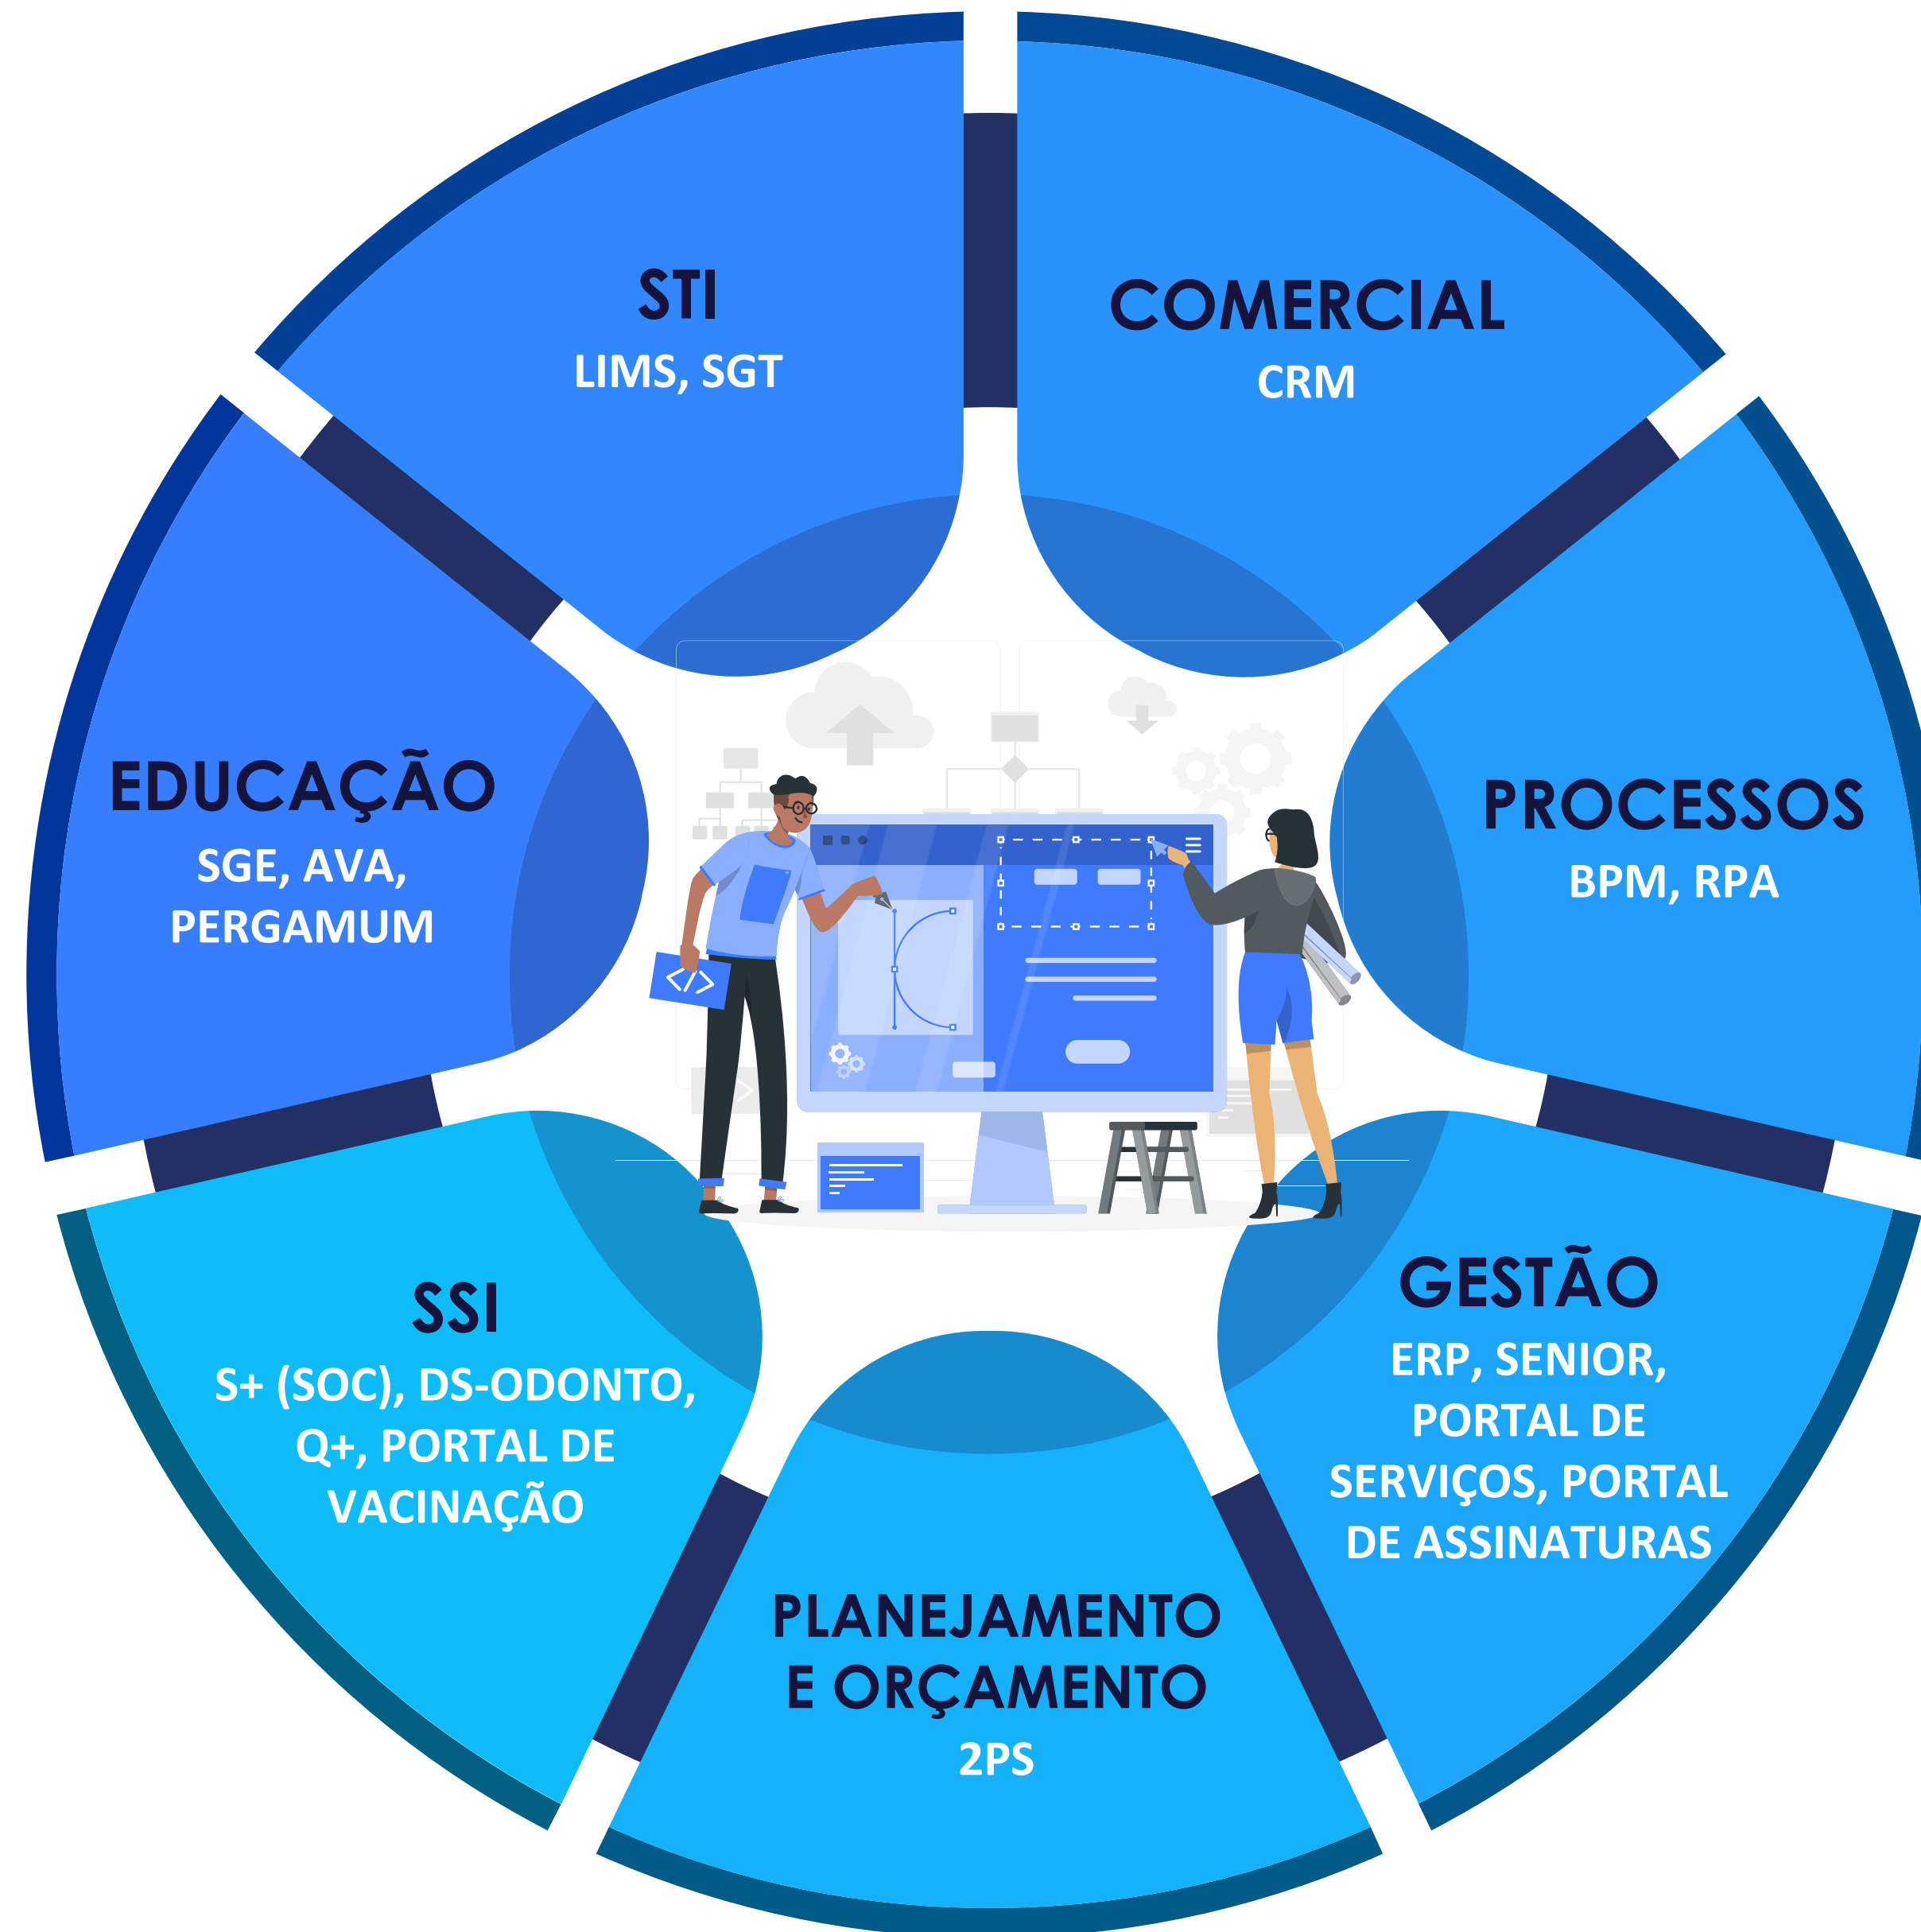 STI
LIMS, SGT
COMERCIAL
CRM
EDUCAÇÃO
SGE, AVA,
PERGAMUM
PROCESSOS
BPM, RPA
SSI
S+ (SOC), DS-ODONTO,
Q+, PORTAL DE
VACINAÇÃO
GESTÃO
ERP, SENIOR,
PORTAL DE
SERVIÇOS, PORTAL
DE ASSINATURAS
PLANEJAMENTO
E ORÇAMENTO
2PS